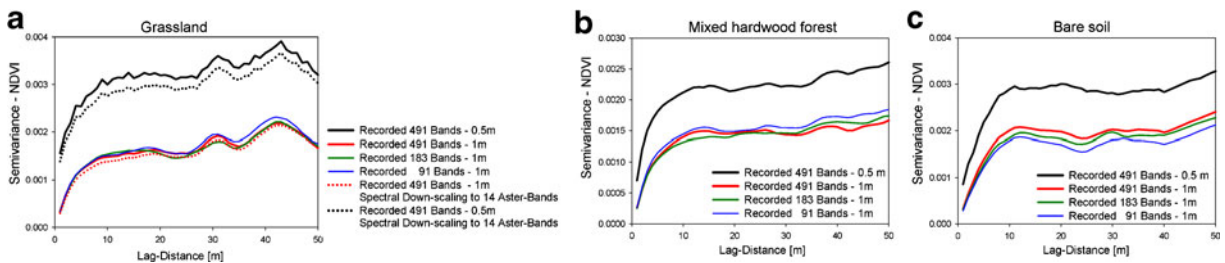 a
Grassland
0.004
0.003
0.002
0.001
0.000
Semivariance - NDVI
0 10 20 30 40 50
Lag-Distance [m]
Recorded 491 Bands - 0.5m
Recorded 491 Bands - 1m
Recorded 183 Bands - 1m
Recorded 91 Bands - 1m
Recorded 491 Bands - 1m
Spectral Down-scaling to 14 Aster-Bands
Recorded 491 Bands - 0.5m
Spectral Down-scaling to 14 Aster-Bands
b
Mixed hardwood forest
0.0030
0.0025
0.0020
0.0015
0.0010
0.0005
0.0000
Semivariance - NDVI
Recorded 491 Bands - 0.5 m
Recorded 491 Bands - 1m
Recorded 183 Bands - 1m
Recorded 91 Bands - 1m
0 10 20 30 40 50
Lag-Distance [m]
c
Bare soil
0.004
0.003
0.002
0.001
0.000
Semivariance - NDVI
Recorded 491 Bands - 0.5 m
Recorded 491 Bands - 1m
Recorded 183 Bands - 1m
Recorded 91 Bands - 1m
0 10 20 30 40 50
Lag-Distance [m]